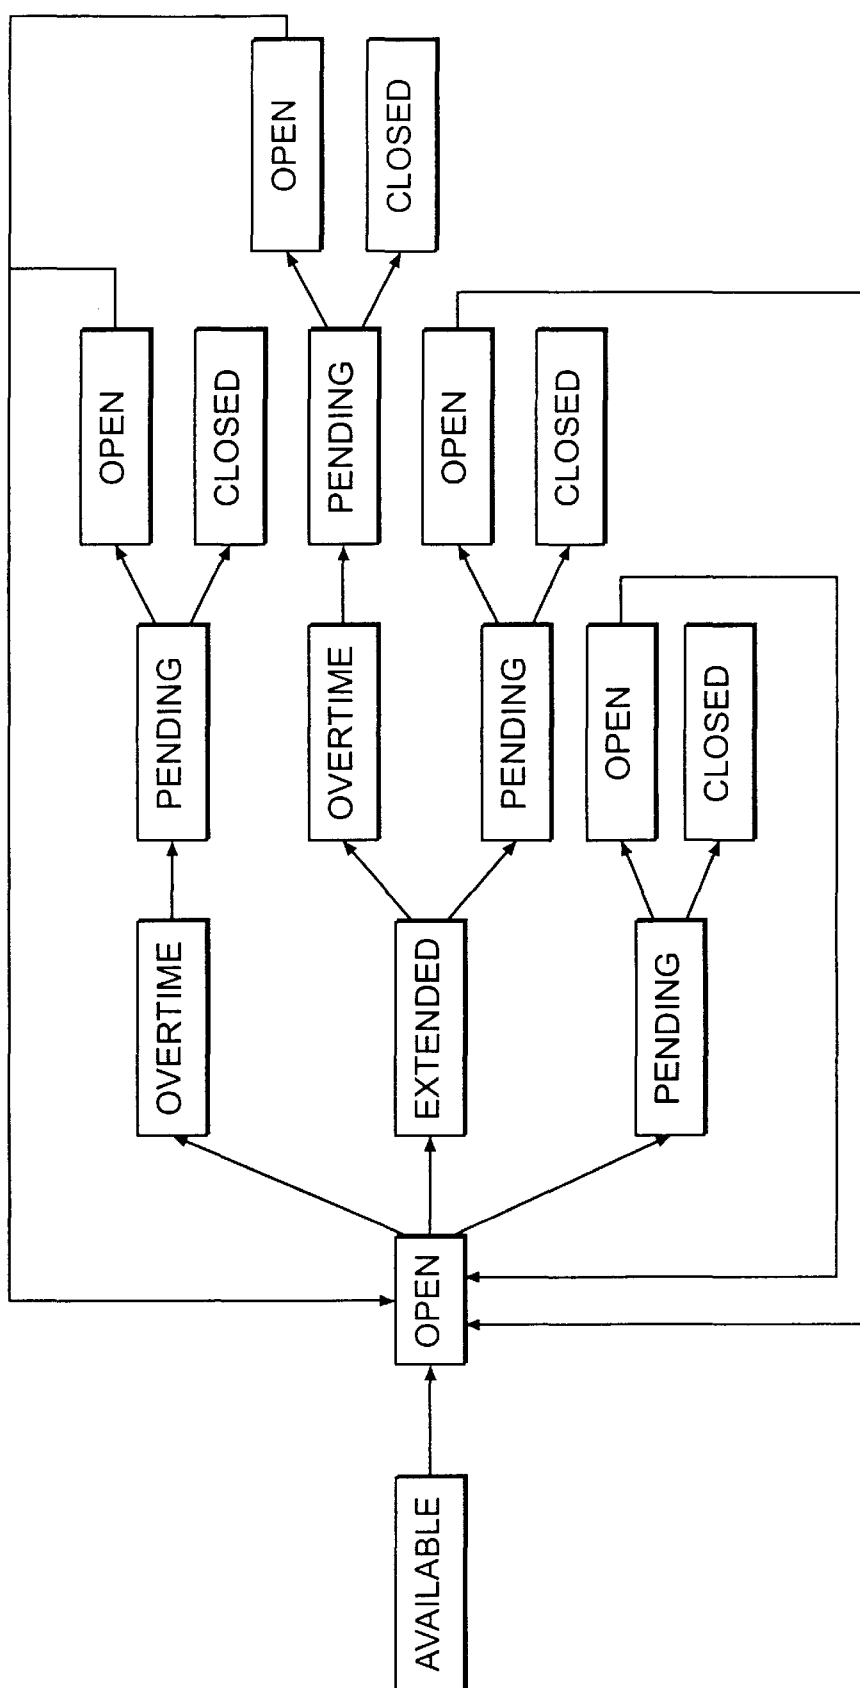 AVAILABLE
OPEN
OVERTIME
EXTENDED
PENDING
PENDING
OVERTIME
PENDING
OPEN
CLOSED
OPEN
CLOSED
PENDING
OPEN
CLOSED
OPEN
CLOSED